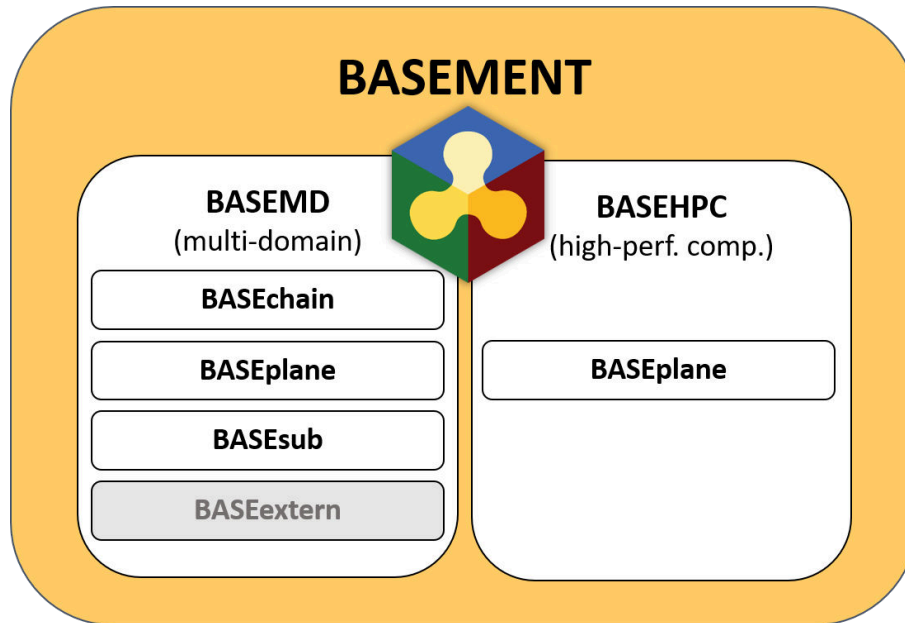 BASEMENT
BASEMD
(multi-domain)
BASEchain
BASEplane
BASEsub
BASEextern
BASEHPC
(high-perf. comp.)
BASEplane